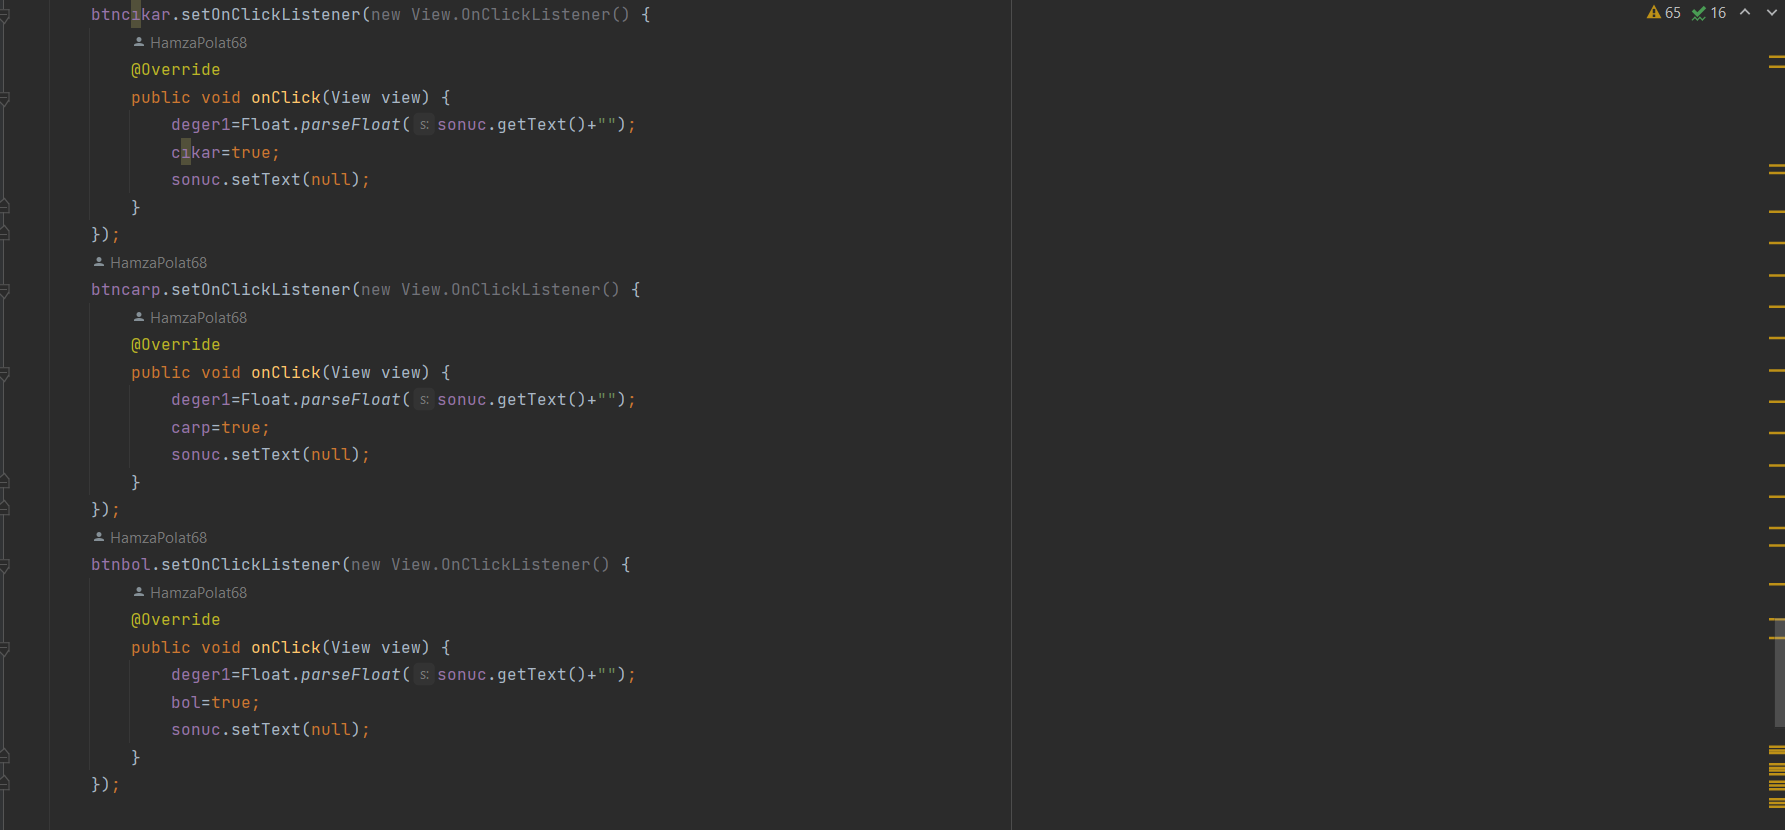 btncıkar.setOnClickListener(new View.OnClickListener() {
65 16
HamzaPolat68
@Override
public void onClick(View view) {
deger1=Float.parseFloat( s: sonuc.getText()+"");
cıkar=true;
sonuc.setText(null);
}
});
HamzaPolat68
btncarp.setOnClickListener(new View.OnClickListener() {
HamzaPolat68
@Override
public void onClick(View view) {
deger1=Float.parseFloat( s: sonuc.getText()+"");
carp=true;
sonuc.setText(null);
}
});
HamzaPolat68
btnbol.setOnClickListener(new View.OnClickListener() {
HamzaPolat68
@Override
public void onClick(View view) {
deger1=Float.parseFloat( s: sonuc.getText()+"");
bol=true;
sonuc.setText(null);
}
});